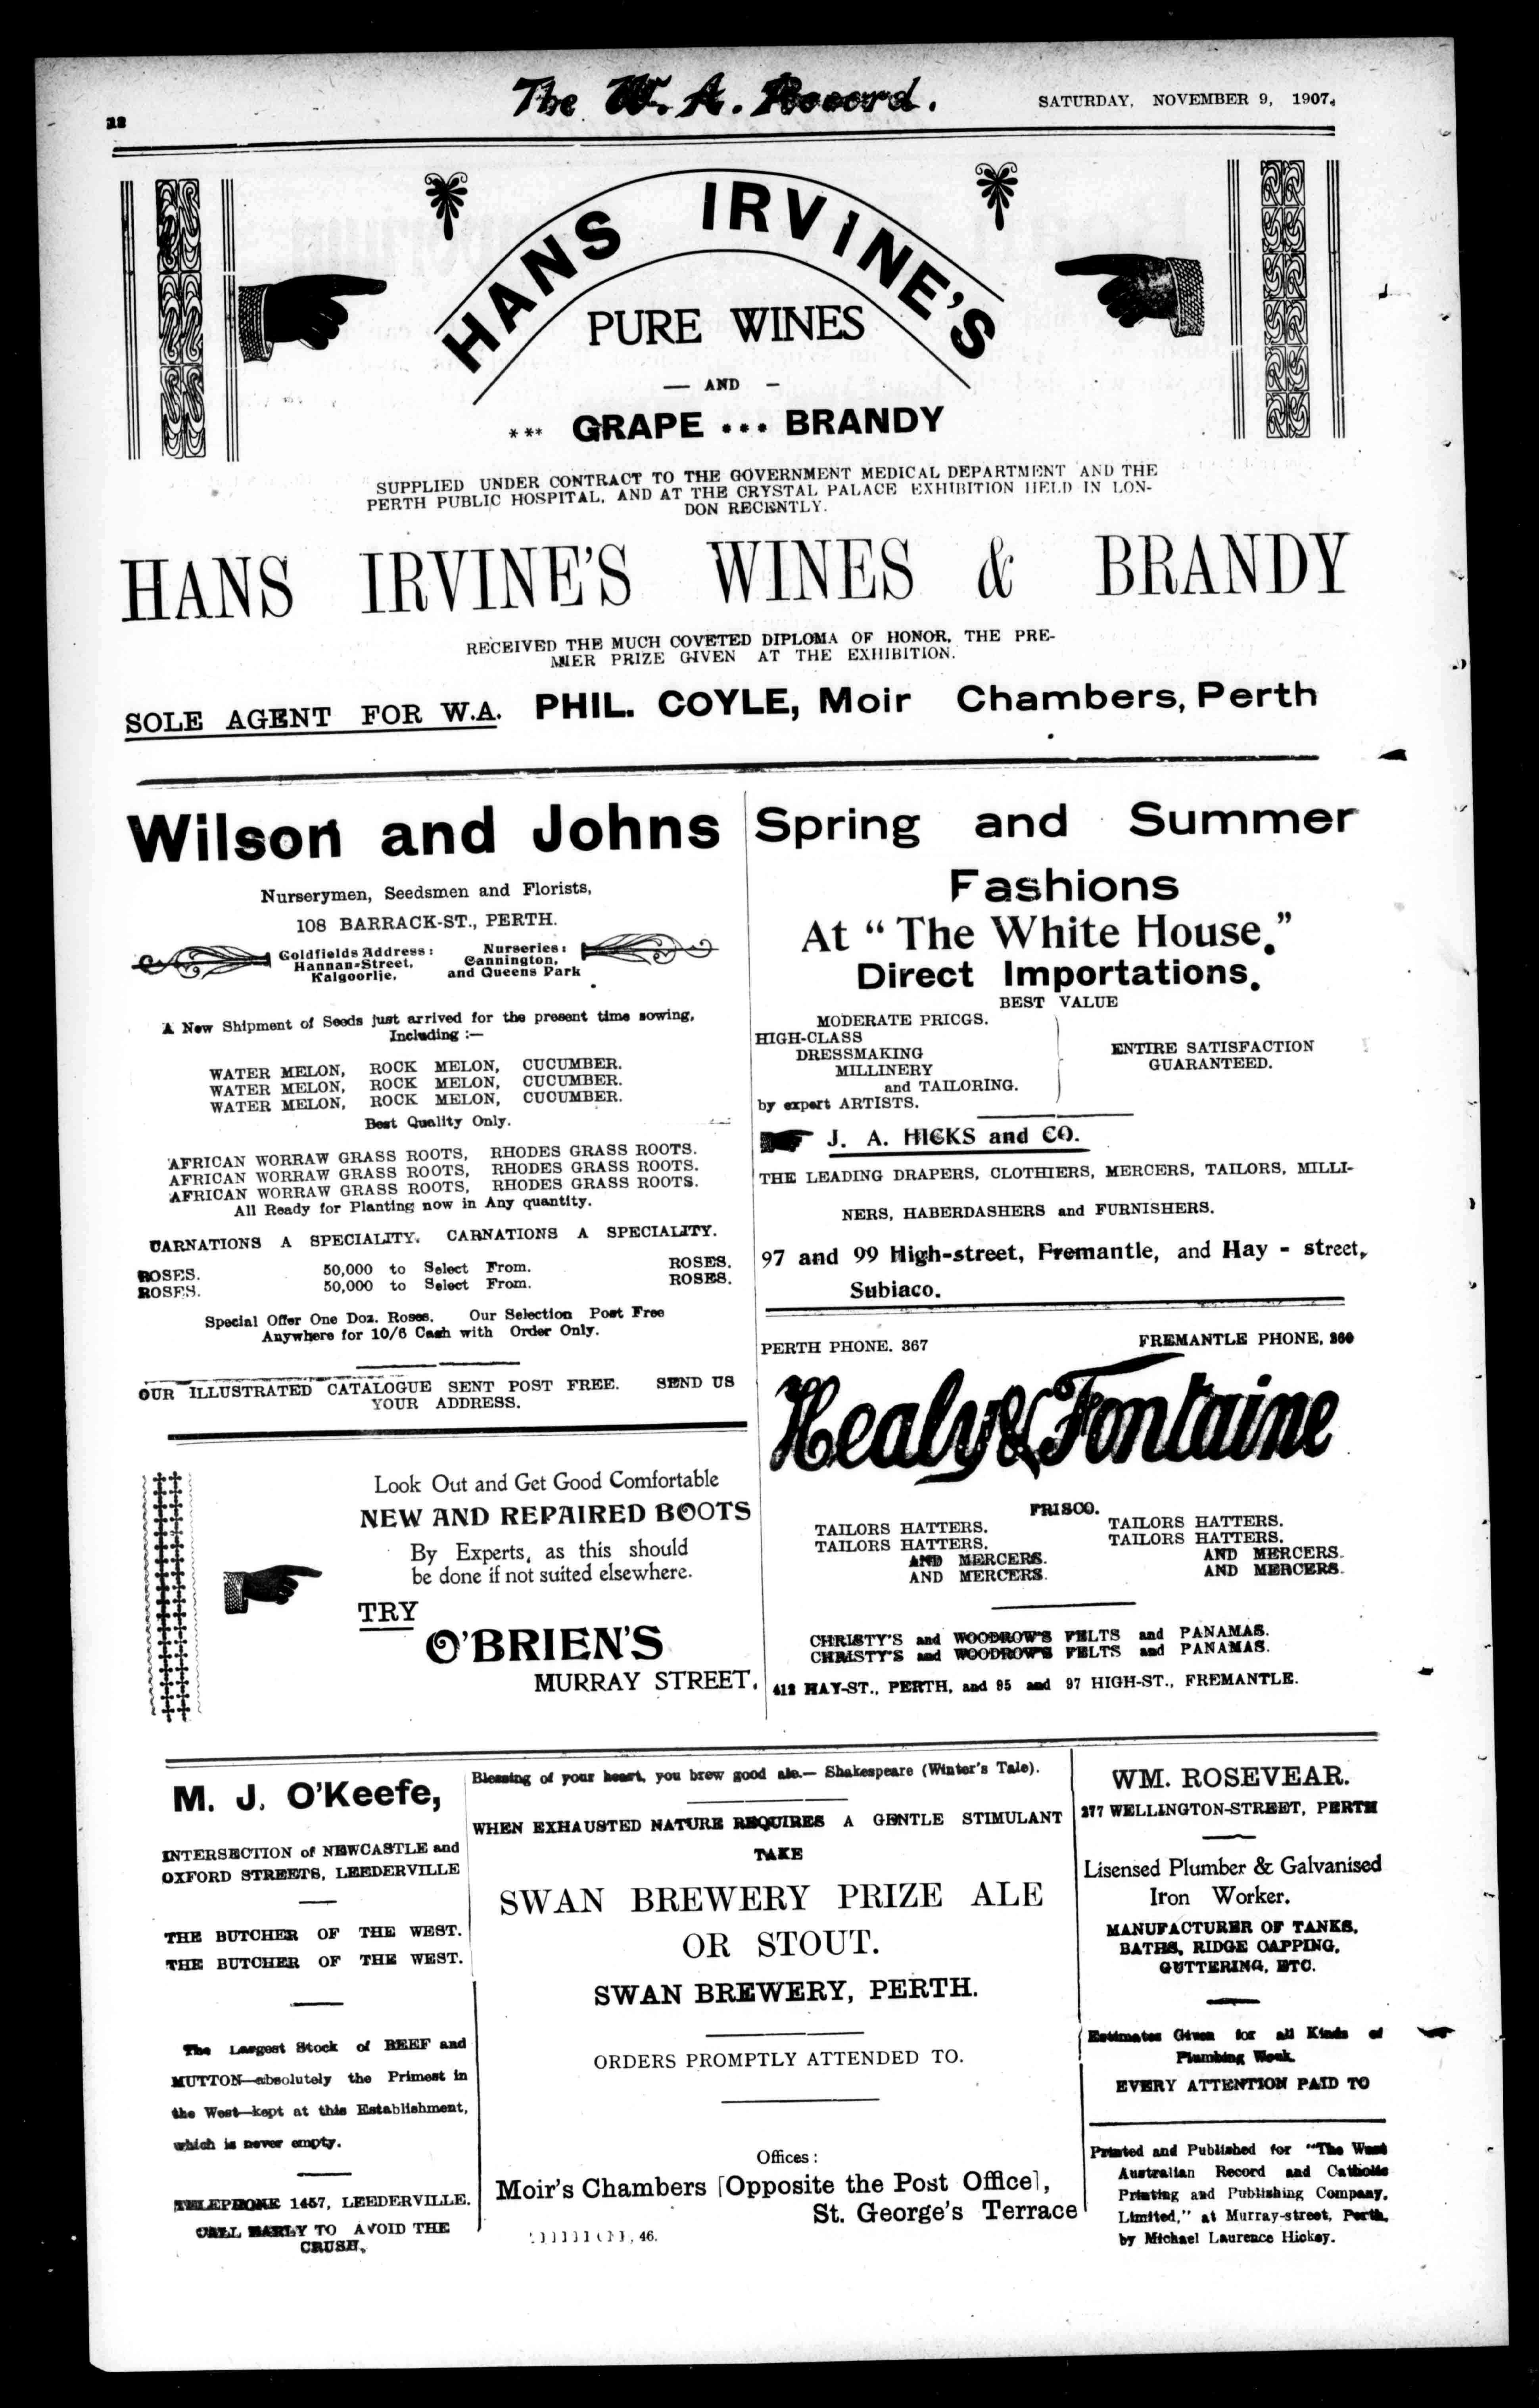 The W. A. Record.
SATURDAY, NOVEMBER 9, 1907.
HANS IRVINE'S
PURE WINES
— AND —
*** GRAPE ... BRANDY
SUPPLIED UNDER CONTRACT TO THE GOVERNMENT MEDICAL DEPARTMENT AND THE
PERTH PUBLIC HOSPITAL, AND AT THE CRYSTAL PALACE EXHIBITION HELD IN LON-
DON RECENTLY.
HANS IRVINE'S WINES & BRANDY
RECEIVED THE MUCH COVETED DIPLOMA OF HONOR, THE PRE-
MIER PRIZE GIVEN AT THE EXHIBITION.
SOLE AGENT FOR W.A. PHIL. COYLE, Moir Chambers, Perth
Wilson and Johns
Nurserymen, Seedsmen and Florists,
108 BARRACK-ST., PERTH.
Goldfields Address:
Hannan-Street,
Kalgoorlie,
Nurseries:
Cannington,
and Queens Park
A New Shipment of Seeds just arrived for the present time sowing,
Including :—
WATER MELON, ROCK MELON, CUCUMBER.
WATER MELON, ROCK MELON, CUCUMBER.
WATER MELON, ROCK MELON, CUCUMBER.
Best Quality Only.
AFRICAN WORRAW GRASS ROOTS, RHODES GRASS ROOTS.
AFRICAN WORRAW GRASS ROOTS, RHODES GRASS ROOTS.
AFRICAN WORRAW GRASS ROOTS, RHODES GRASS ROOTS.
All Ready for Planting now in Any quantity.
CARNATIONS A SPECIALITY. CARNATIONS A SPECIALITY.
ROSES. 50,000 to Select From. ROSES.
ROSES. 50,000 to Select From. ROSES.
Special Offer One Doz. Roses. Our Selection Post Free
Anywhere for 10/6 Cash with Order Only.
OUR ILLUSTRATED CATALOGUE SENT POST FREE. SEND US
YOUR ADDRESS.
Look Out and Get Good Comfortable
NEW AND REPAIRED BOOTS
By Experts, as this should
be done if not suited elsewhere.
TRY
O'BRIEN'S
MURRAY STREET.
Spring and Summer
Fashions
At "The White House."
Direct Importations.
BEST VALUE
MODERATE PRICGS.
HIGH-CLASS
DRESSMAKING
MILLINERY
and TAILORING.
by expert ARTISTS.
ENTIRE SATISFACTION
GUARANTEED.
J. A. HICKS and CO.
THE LEADING DRAPERS, CLOTHIERS, MERCERS, TAILORS, MILLI-
NERS, HABERDASHERS and FURNISHERS.
97 and 99 High-street, Fremantle, and Hay - street,
Subiaco.
PERTH PHONE. 367 FREMANTLE PHONE, 360
Healy & Fontaine
FRISCO.
TAILORS HATTERS. TAILORS HATTERS.
TAILORS HATTERS. TAILORS HATTERS.
AND MERCERS. AND MERCERS.
AND MERCERS. AND MERCERS.
CHRISTY'S and WOODROW'S FELTS and PANAMAS.
CHRISTY'S and WOODROW'S FELTS and PANAMAS.
412 HAY-ST., PERTH, and 95 and 97 HIGH-ST., FREMANTLE.
M. J. O'Keefe,
INTERSECTION of NEWCASTLE and
OXFORD STREETS, LEEDERVILLE
THE BUTCHER OF THE WEST.
THE BUTCHER OF THE WEST.
The Largest Stock of BEEF and
MUTTON—absolutely the Primest in
the West—kept at this Establishment,
which is never empty.
TELEPHONE 1457, LEEDERVILLE.
CALL EARLY TO AVOID THE
CRUSH.
Blessing of your heart, you brew good ale.— Shakespeare (Winter's Tale).
WHEN EXHAUSTED NATURE REQUIRES A GENTLE STIMULANT
TAKE
SWAN BREWERY PRIZE ALE
OR STOUT.
SWAN BREWERY, PERTH.
ORDERS PROMPTLY ATTENDED TO.
Offices :
Moir's Chambers [Opposite the Post Office],
St. George's Terrace
46.
WM. ROSEVEAR.
277 WELLINGTON-STREET, PERTH
Lisensed Plumber & Galvanised
Iron Worker.
MANUFACTURER OF TANKS,
BATHS, RIDGE CAPPING,
GUTTERING, ETC.
Estimates Given for all Kinds of
Plumbing Work.
EVERY ATTENTION PAID TO
Printed and Published for "The West
Australian Record and Catholic
Printing and Publishing Company,
Limited," at Murray-street, Perth,
by Michael Laurence Hickey.